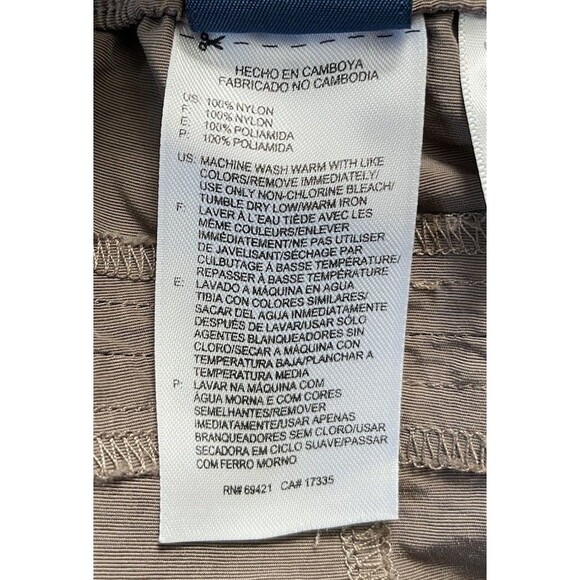 HECHO EN CAMBOYA
FABRICADO NO CAMBODIA
US: 100% NYLON
F: 100% NYLON
E: 100% POLIAMIDA
P: 100% POLIAMIDA
US: MACHINE WASH WARM WITH LIKE
COLORS/REMOVE IMMEDIATELY/
USE ONLY NON-CHLORINE BLEACH/
TUMBLE DRY LOW/WARM IRON
F: LAVER À L'EAU TIÈDE AVEC LES
MÊME COULEURS/ENLEVER
IMMÉDIATEMENT/NE PAS UTILISER
DE JAVELISANT/SÉCHAGE PAR
CULBUTAGE À BASSE TEMPÉRATURE/
REPASSER À BASSE TEMPÉRATURE
E: LAVADO A MÁQUINA EN AGUA
TIBIA CON COLORES SIMILARES/
SACAR DEL AGUA INMEDIATAMENTE
DESPUÉS DE LAVAR/USAR SÓLO
AGENTES BLANQUEADORES SIN
CLORO/SECAR A MÁQUINA CON
TEMPERATURA BAJA/PLANCHAR A
TEMPERATURA MEDIA
P: LAVAR NA MÁQUINA COM
ÁGUA MORNA E COM CORES
SEMELHANTES/REMOVER
IMEDIATAMENTE/USAR APENAS
BRANQUEADORES SEM CLORO/USAR
SECADORA EM CICLO SUAVE/PASSAR
COM FERRO MORNO
RN# 69421 CA# 17335